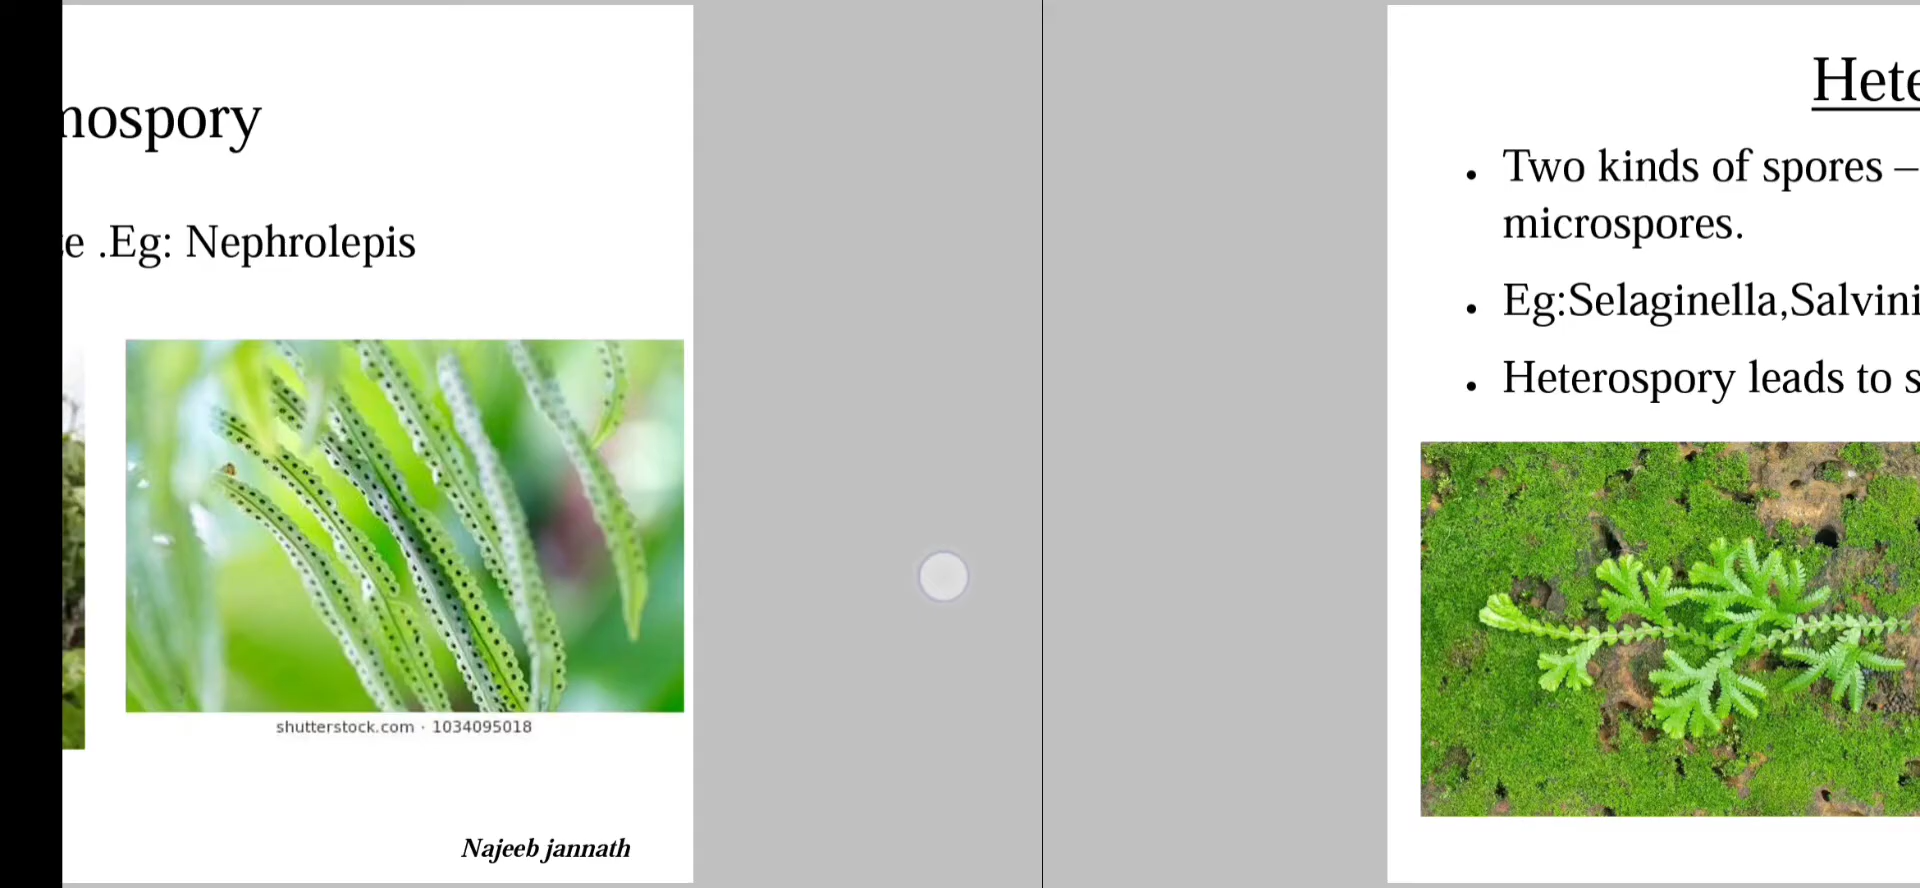 mospory
e .Eg: Nephrolepis
shutterstock.com · 1034095018
Najeeb jannath
Hete
• Two kinds of spores –
microspores.
• Eg:Selaginella,Salvini
• Heterospory leads to s